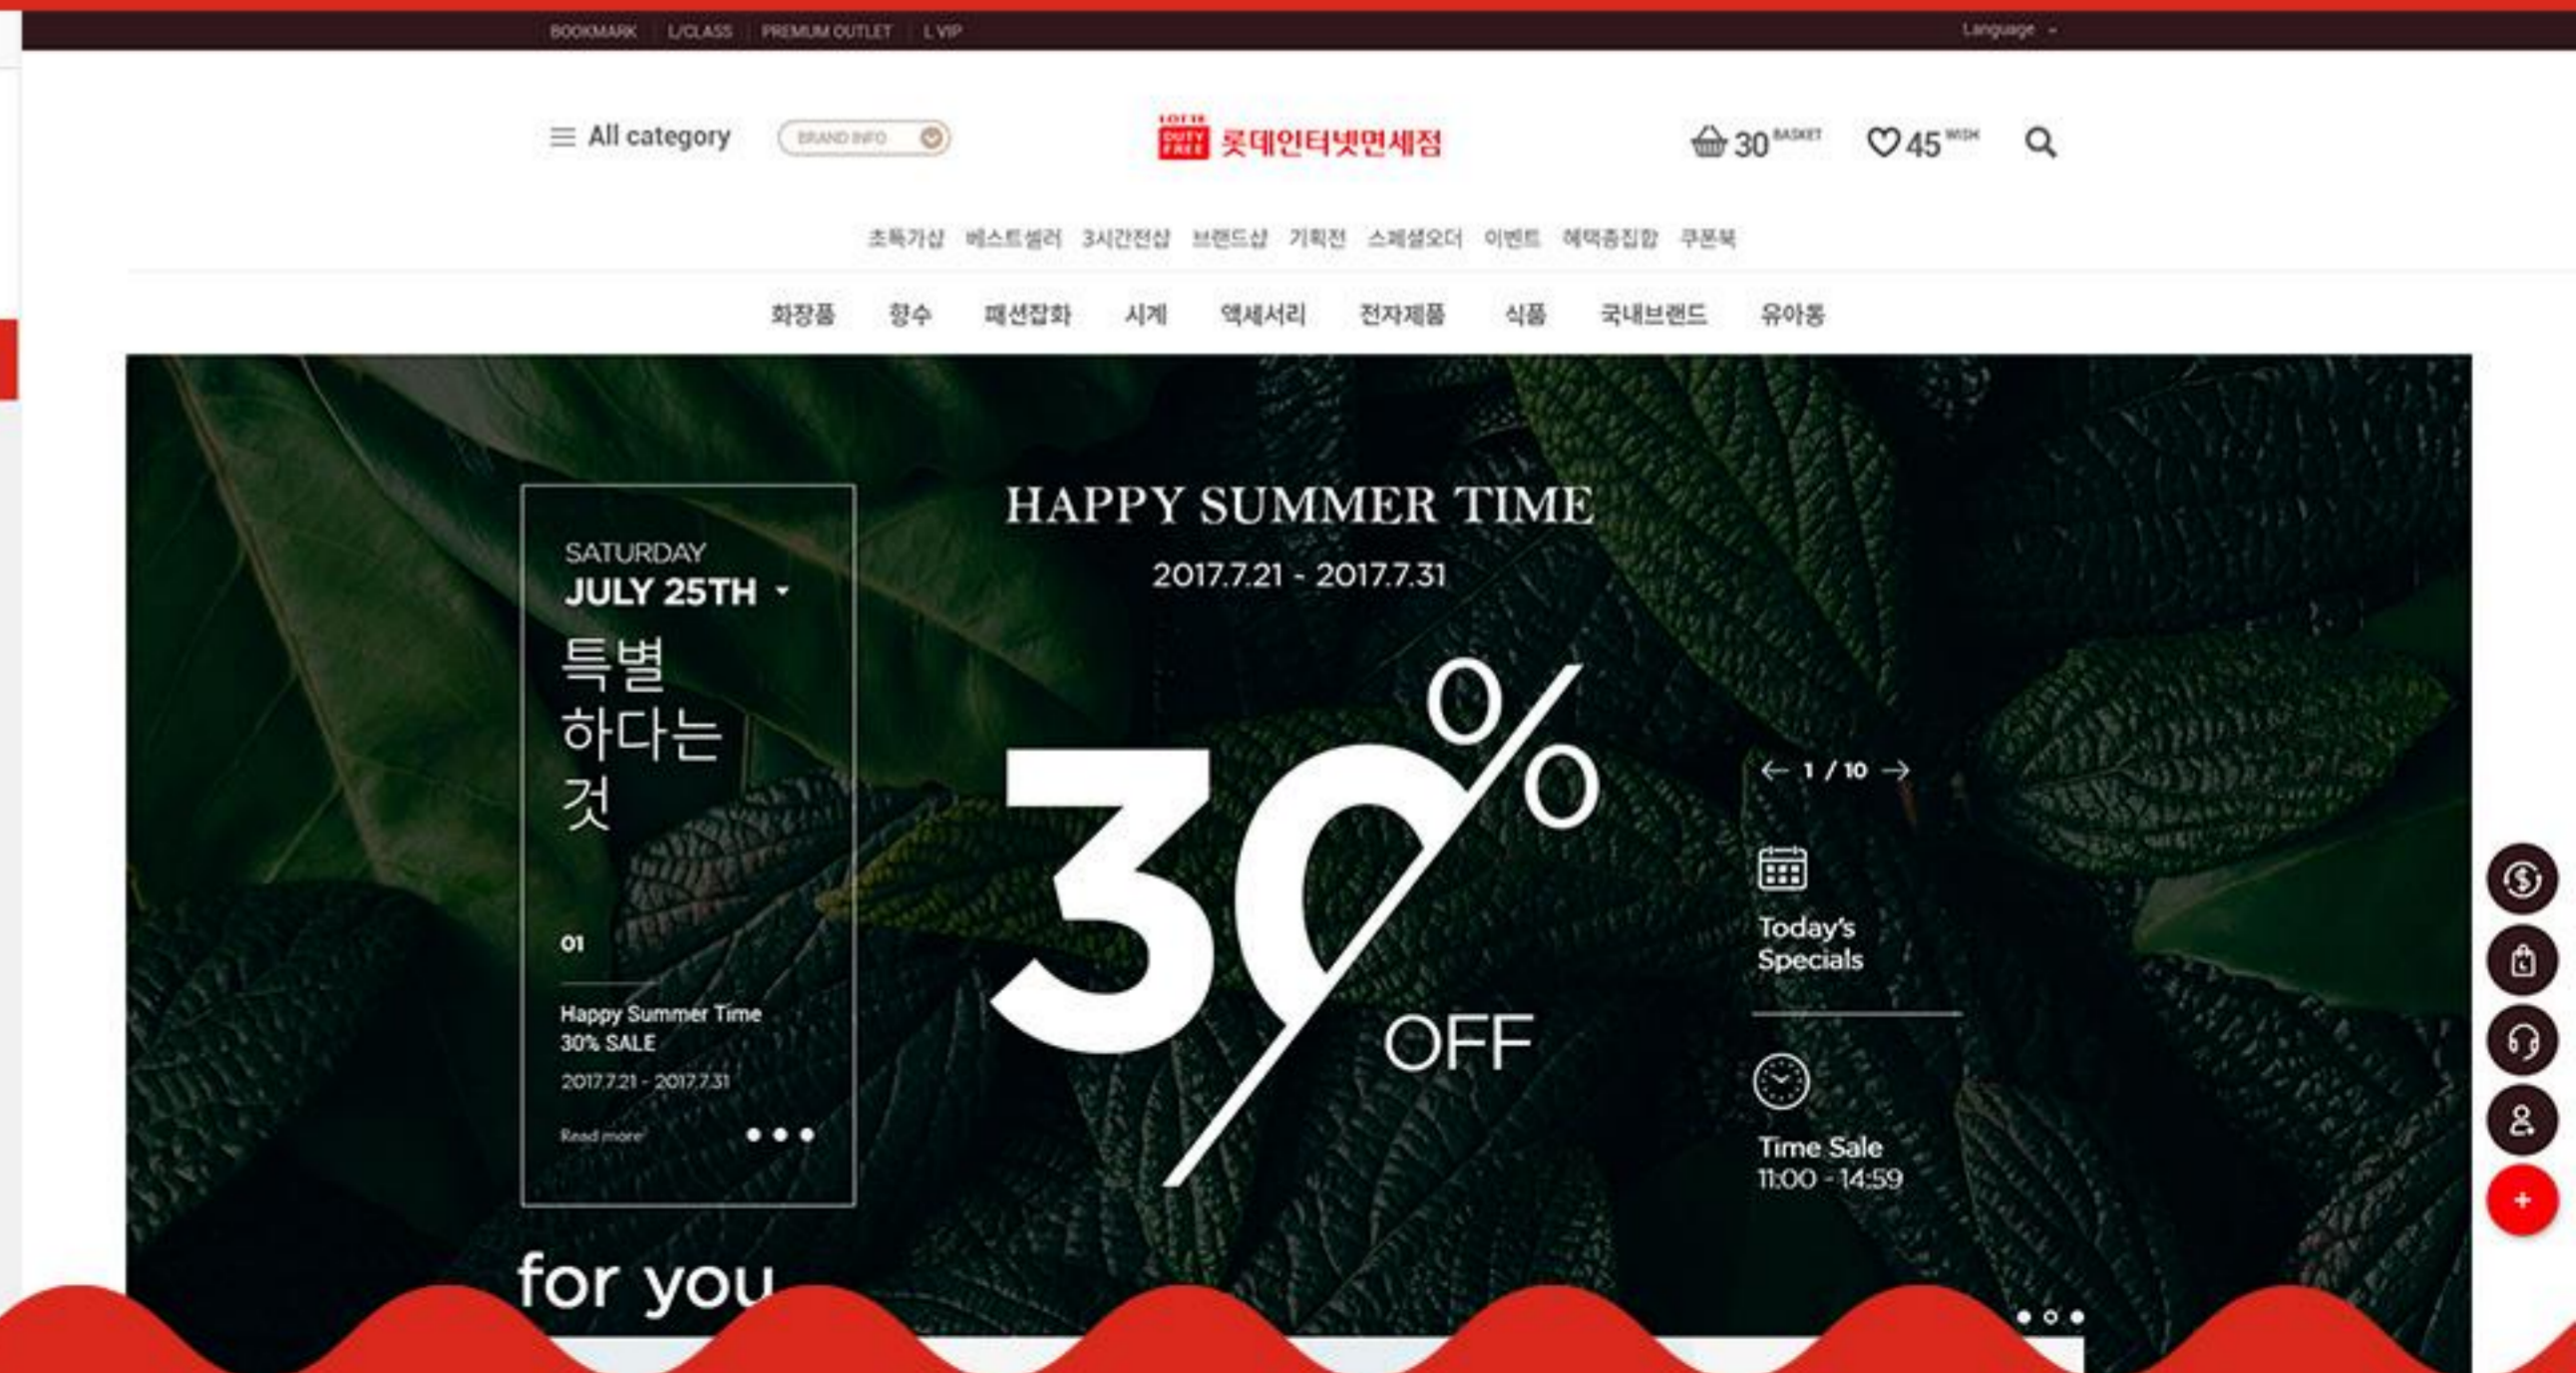 BOOKMARK L/CLASS PREMIUM OUTLET L VIP
Language
All category BRAND INFO
LOTTE
DUTY
FREE
롯데인터넷면세점
30 BASKET 45 WISH
초특가샵 베스트셀러 3시간전샵 브랜드샵 기획전 스페셜오더 이벤트 혜택총집합 쿠폰북
화장품 향수 패션잡화 시계 액세서리 전자제품 식품 국내브랜드 유아동
SATURDAY
JULY 25TH
특별
하다는
것
01
Happy Summer Time
30% SALE
2017.7.21 - 2017.7.31
Read more
for you
HAPPY SUMMER TIME
2017.7.21 - 2017.7.31
30%
OFF
← 1 / 10 →
Today's
Specials
Time Sale
11:00 - 14:59